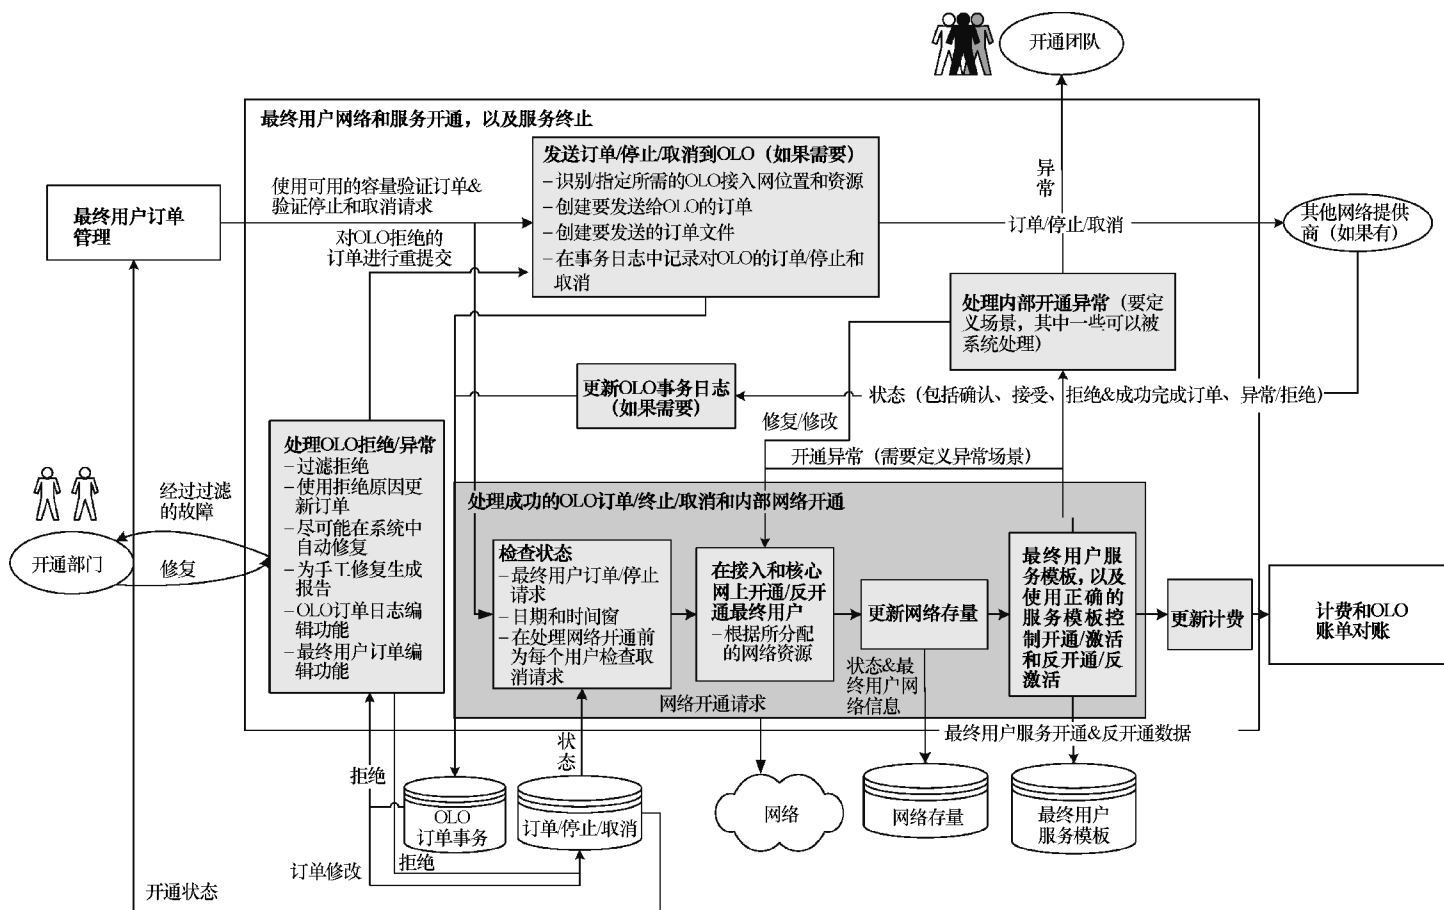 开通团队
最终用户网络和服务开通，以及服务终止
发送订单/停止/取消到OLO（如果需要）
–识别/指定所需的OLO接入网位置和资源
–创建要发送给OLO的订单
–创建要发送的订单文件
–在事务日志中记录对OLO的订单/停止和
取消
异
常
使用可用的容量验证订单&
验证停止和取消请求
最终用户订单
管理
对OLO拒绝的
订单进行重提交
订单/停止/取消
其他网络提供
商（如果有）
处理内部开通异常（要定
义场景，其中一些可以被
系统处理）
更新OLO事务日志
（如果需要）
状态（包括确认、接受、拒绝&成功完成订单、异常/拒绝）
修复/修改
开通异常（需要定义异常场景）
处理OLO拒绝/异常
–过滤拒绝
–使用拒绝原因更
新订单
–尽可能在系统中
自动修复
–为手工修复生成
报告
–OLO订单日志编
辑功能
–最终用户订单编
辑功能
经过过滤
的故障
开通部门
修复
处理成功的OLO订单/终止/取消和内部网络开通
检查状态
–最终用户订单/停止
请求
–日期和时间窗
–在处理网络开通前
为每个用户检查取
消请求
在接入和核心
网上开通/反开
通最终用户
–根据所分配
的网络资源
更新网络存量
最终用户服
务模板，以及
使用正确的
服务模板控
制开通/激活
和反开通/反
激活
更新计费
计费和OLO
账单对账
网络开通请求
状态&最
终用户网
络信息
最终用户服务开通&反开通数据
拒绝
状
态
OLO
订单事务
订单/停止/取消
网络
网络存量
最终用户
服务模板
订单修改
拒绝
开通状态